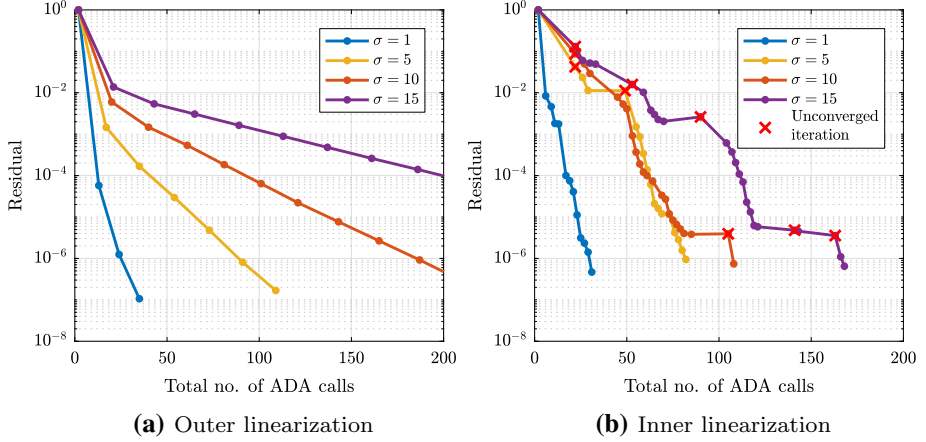 10^0
10^-2
10^-4
10^-6
10^-8
Residual
0 50 100 150 200
Total no. of ADA calls
σ = 1
σ = 5
σ = 10
σ = 15
(a) Outer linearization
10^0
10^-2
10^-4
10^-6
10^-8
Residual
0 50 100 150 200
Total no. of ADA calls
σ = 1
σ = 5
σ = 10
σ = 15
Unconverged
iteration
(b) Inner linearization